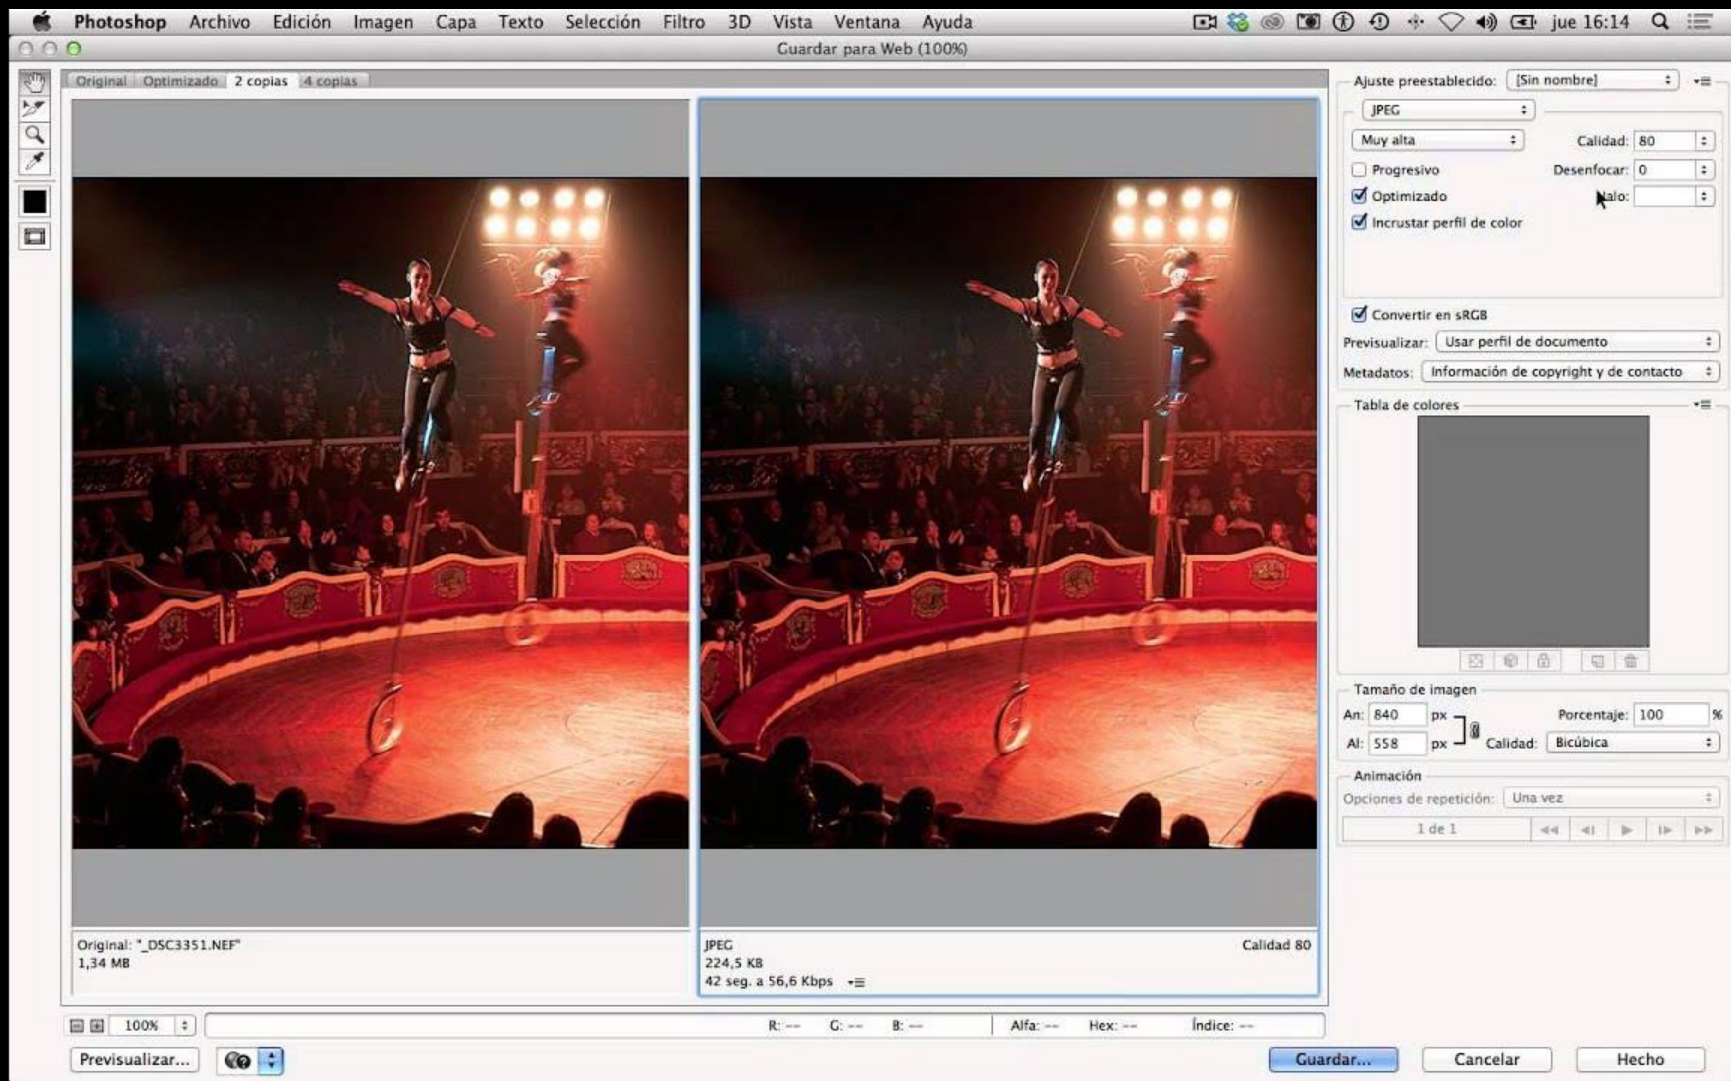 Photoshop Archivo Edición Imagen Capa Texto Selección Filtro 3D Vista Ventana Ayuda jue 16:14
Guardar para Web (100%)
Original Optimizado 2 copias 4 copias
Ajuste preestablecido: [Sin nombre]
JPEG
Muy alta Calidad: 80
Progresivo Desenfocar: 0
Optimizado
Incrustar perfil de color
Convertir en sRGB
Previsualizar: Usar perfil de documento
Metadatos: Información de copyright y de contacto
Tabla de colores
Tamaño de imagen
An: 840 px Porcentaje: 100 %
Al: 558 px Calidad: Bicúbica
Animación
Opciones de repetición: Una vez
1 de 1
Original: "_DSC3351.NEF"
1,34 MB
JPEG Calidad 80
224,5 KB
42 seg. a 56,6 Kbps
100% R: -- G: -- B: -- Alfa: -- Hex: -- Índice: --
Previsualizar... Guardar... Cancelar Hecho